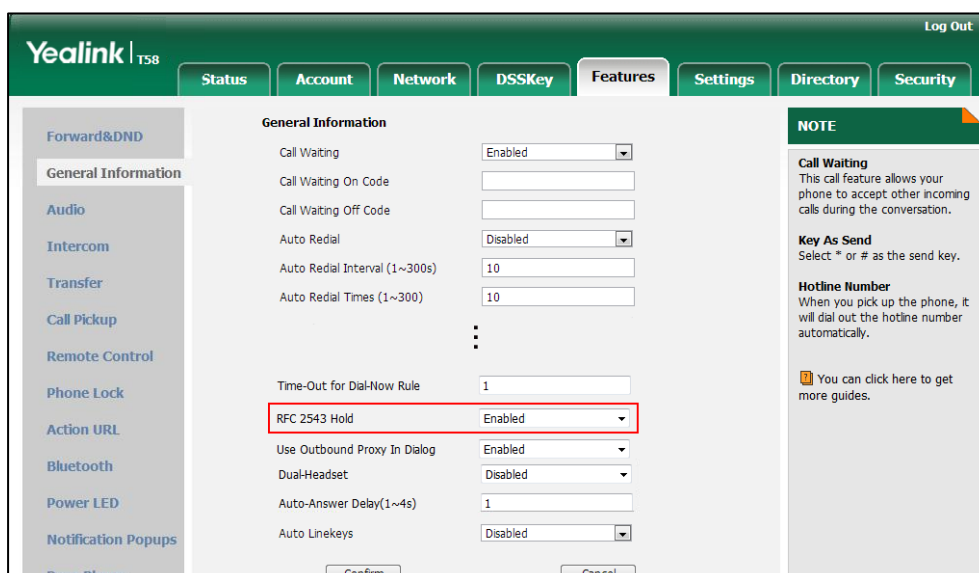 Log Out
Yealink T58
Status Account Network DSSKey Features Settings Directory Security
Forward&DND
General Information
Audio
Intercom
Transfer
Call Pickup
Remote Control
Phone Lock
Action URL
Bluetooth
Power LED
Notification Popups
General Information
Call Waiting Enabled
Call Waiting On Code
Call Waiting Off Code
Auto Redial Disabled
Auto Redial Interval (1~300s) 10
Auto Redial Times (1~300) 10
Time-Out for Dial-Now Rule 1
RFC 2543 Hold Enabled
Use Outbound Proxy In Dialog Enabled
Dual-Headset Disabled
Auto-Answer Delay(1~4s) 1
Auto Linekeys Disabled
Confirm Cancel
NOTE
Call Waiting
This call feature allows your
phone to accept other incoming
calls during the conversation.
Key As Send
Select * or # as the send key.
Hotline Number
When you pick up the phone, it
will dial out the hotline number
automatically.
You can click here to get
more guides.